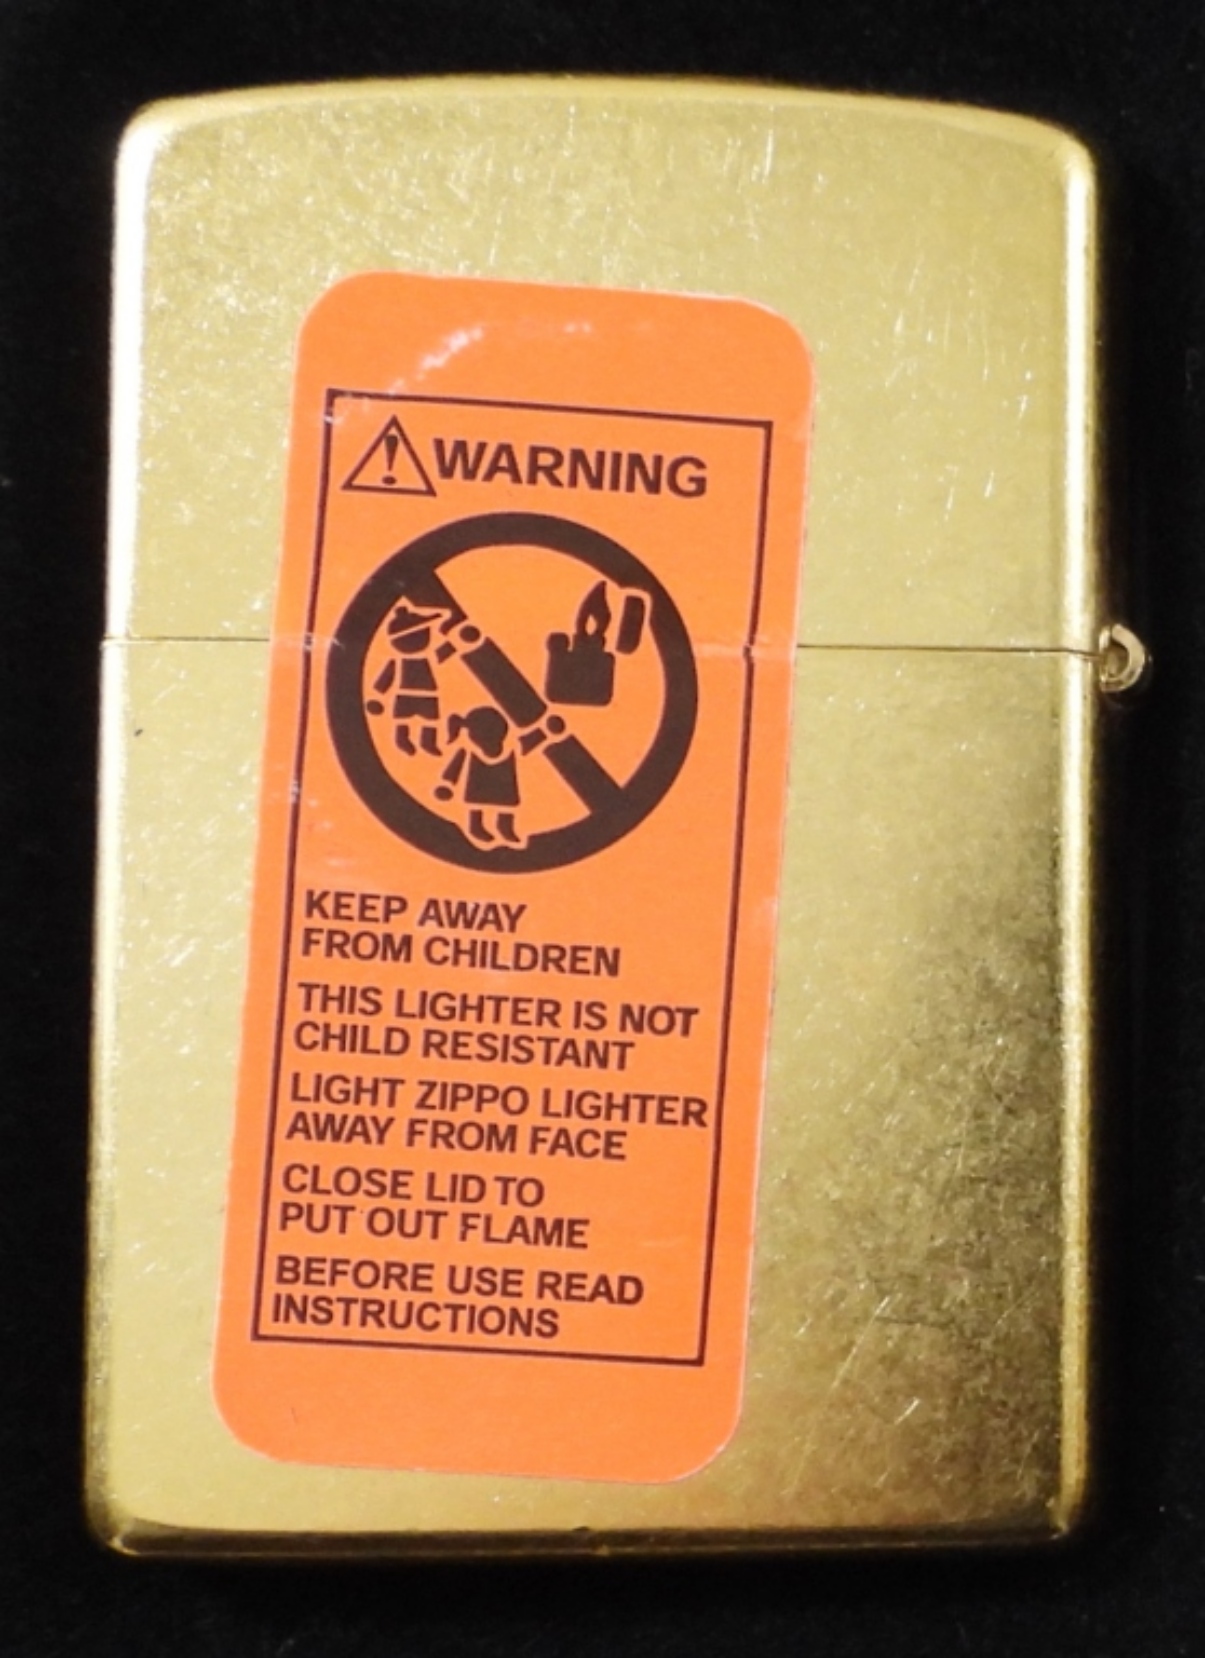 WARNING
KEEP AWAY
FROM CHILDREN
THIS LIGHTER IS NOT
CHILD RESISTANT
LIGHT ZIPPO LIGHTER
AWAY FROM FACE
CLOSE LID TO
PUT OUT FLAME
BEFORE USE READ
INSTRUCTIONS